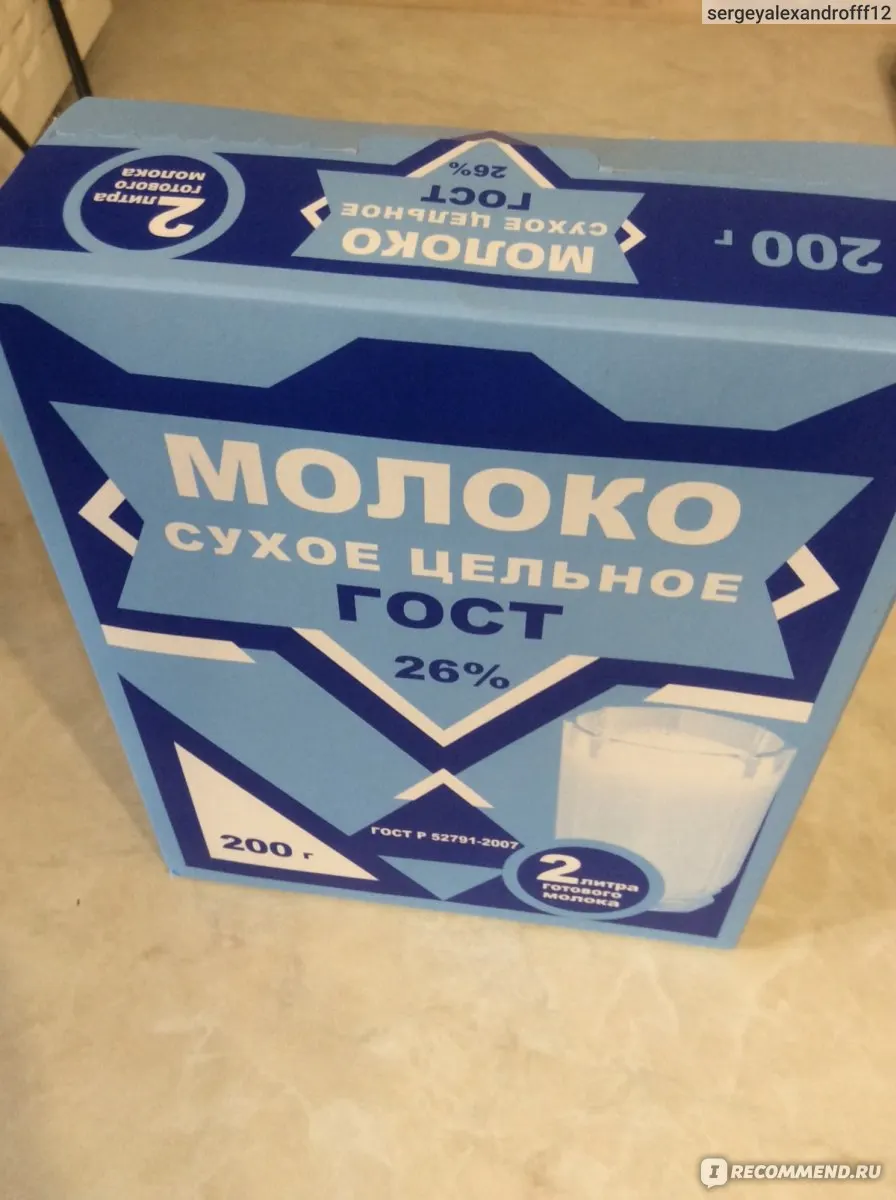 sergeyalexandrofff12
26%
ГОСТ
СУХОЕ ЦЕЛЬНОЕ
МОЛОКО
2
литра
готового
молока
200 г
МОЛОКО
СУХОЕ ЦЕЛЬНОЕ
ГОСТ
26%
200 г
ГОСТ Р 52791-2007
2 литра
готового
молока
RECOMMEND.RU